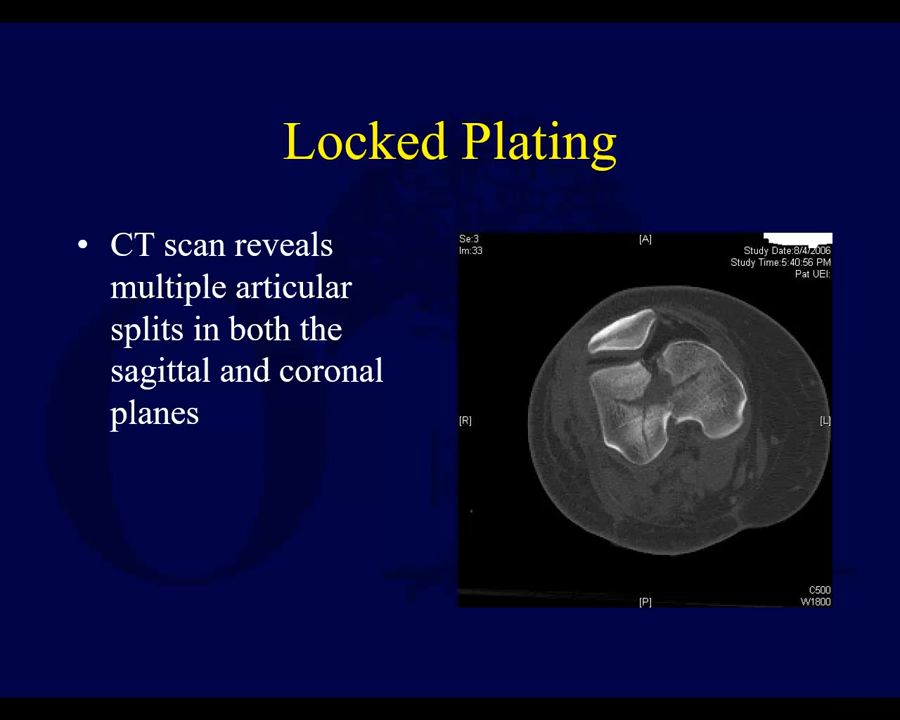 Locked Plating
• CT scan reveals
multiple articular
splits in both the
sagittal and coronal
planes
Se:3
Im:33
[A]
Study Date:8/4/2006
Study Time:5:40:56 PM
Pat UEI:
[R]
[L]
[P]
C500
W1800